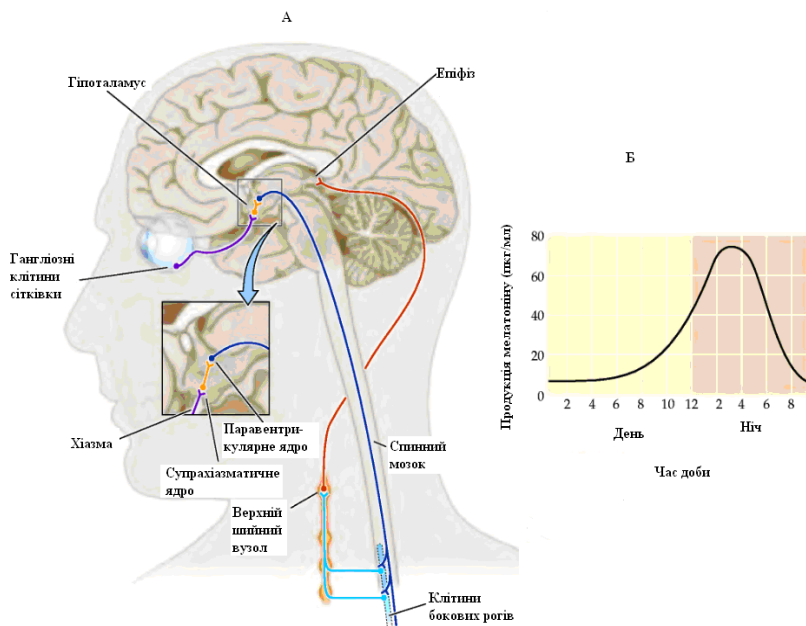 А
Гіпоталамус
Епіфіз
Гангліозні
клітини
сітківки
Хіазма
Паравентри-
кулярне ядро
Супрахіазматичне
ядро
Спинний
мозок
Верхній
шийний
вузол
Клітини
бокових рогів
Б
Продукція мелатоніну (пкг/мл)
80
60
40
20
0
2 4 6 8 10 12 2 4 6 8
День
Ніч
Час доби